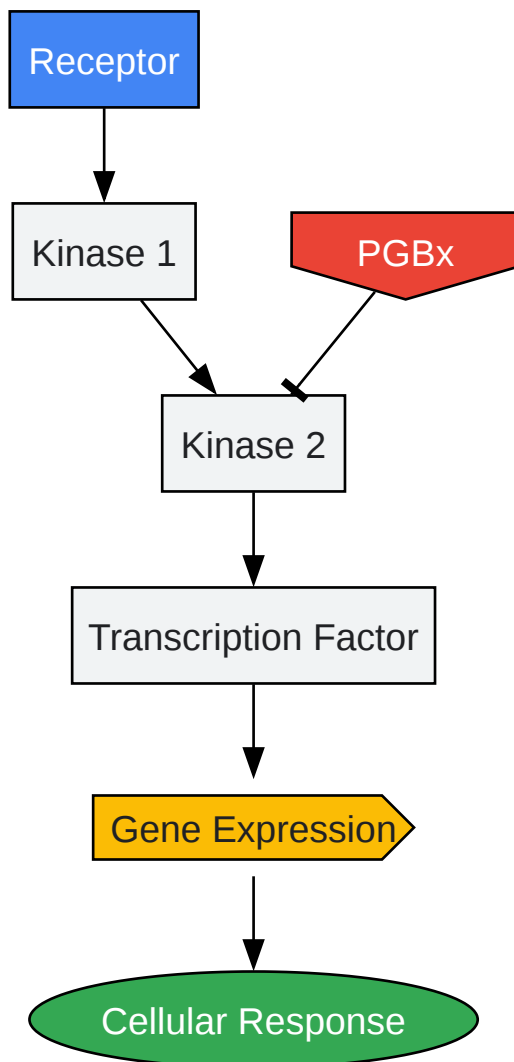 Receptor
Kinase 1
PGBx
Kinase 2
Transcription Factor
Gene Expression
Cellular Response